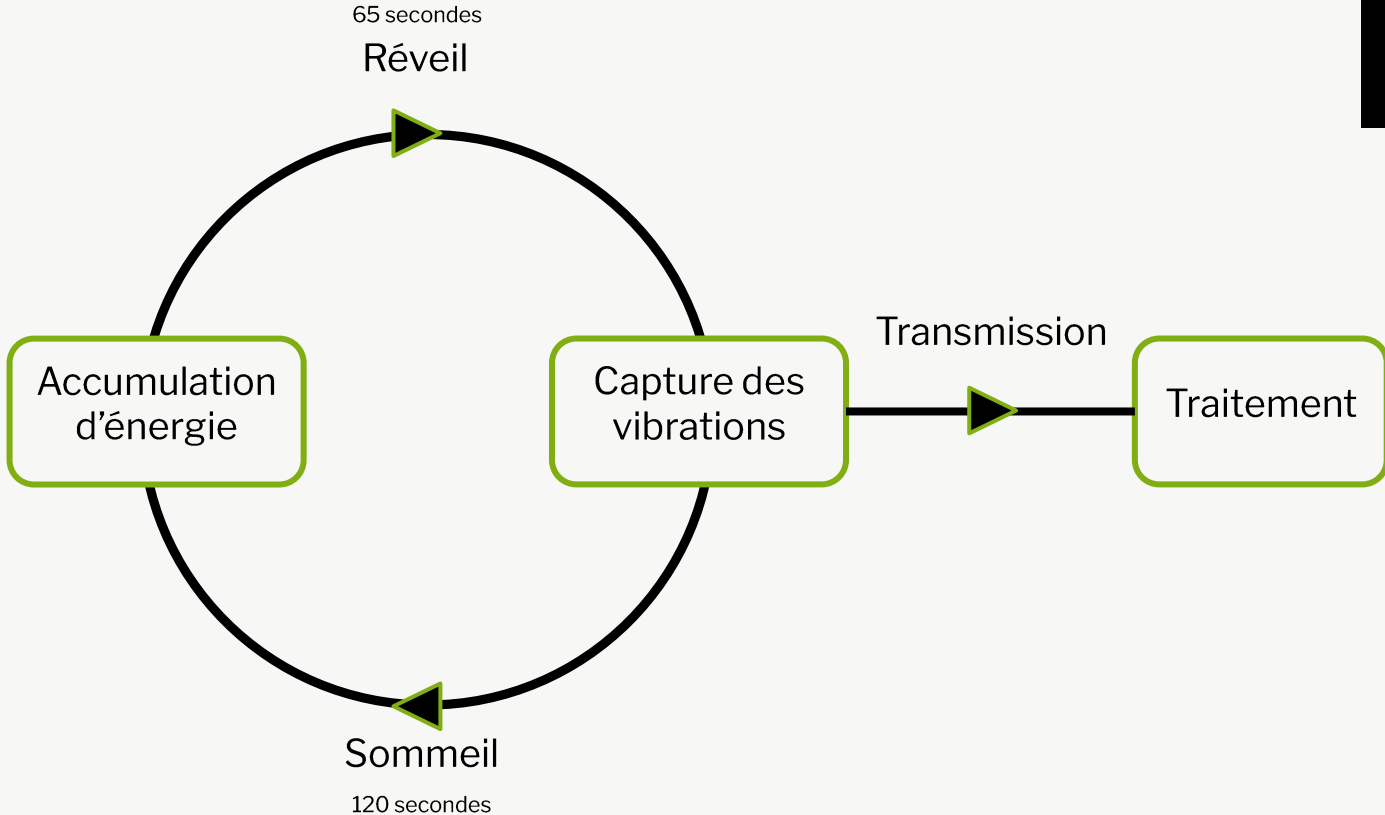 65 secondes
Réveil
Accumulation
d’énergie
Capture des
vibrations
Transmission
Traitement
Sommeil
120 secondes